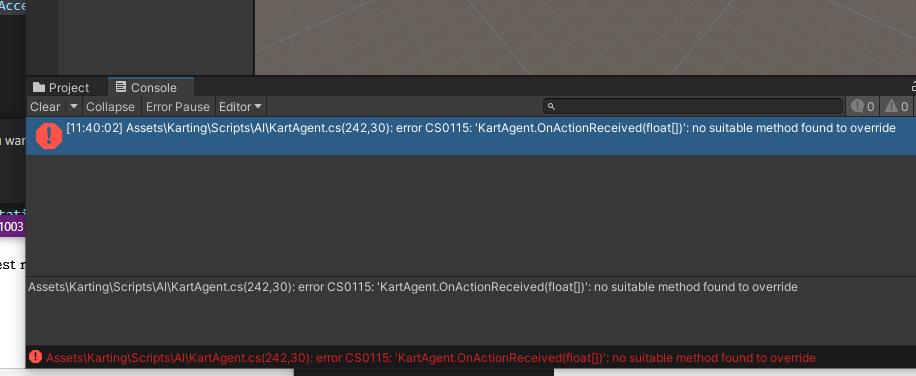 Acce
Project
Console
Clear
Collapse
Error Pause
Editor
0
0
[11:40:02] Assets\Karting\Scripts\AI\KartAgent.cs(242,30): error CS0115: 'KartAgent.OnActionReceived(float[])': no suitable method found to override
u wan
tati
1003
est r
Assets\Karting\Scripts\AI\KartAgent.cs(242,30): error CS0115: 'KartAgent.OnActionReceived(float[])': no suitable method found to override
Assets\Karting\Scripts\AI\KartAgent.cs(242,30): error CS0115: 'KartAgent.OnActionReceived(float[])': no suitable method found to override